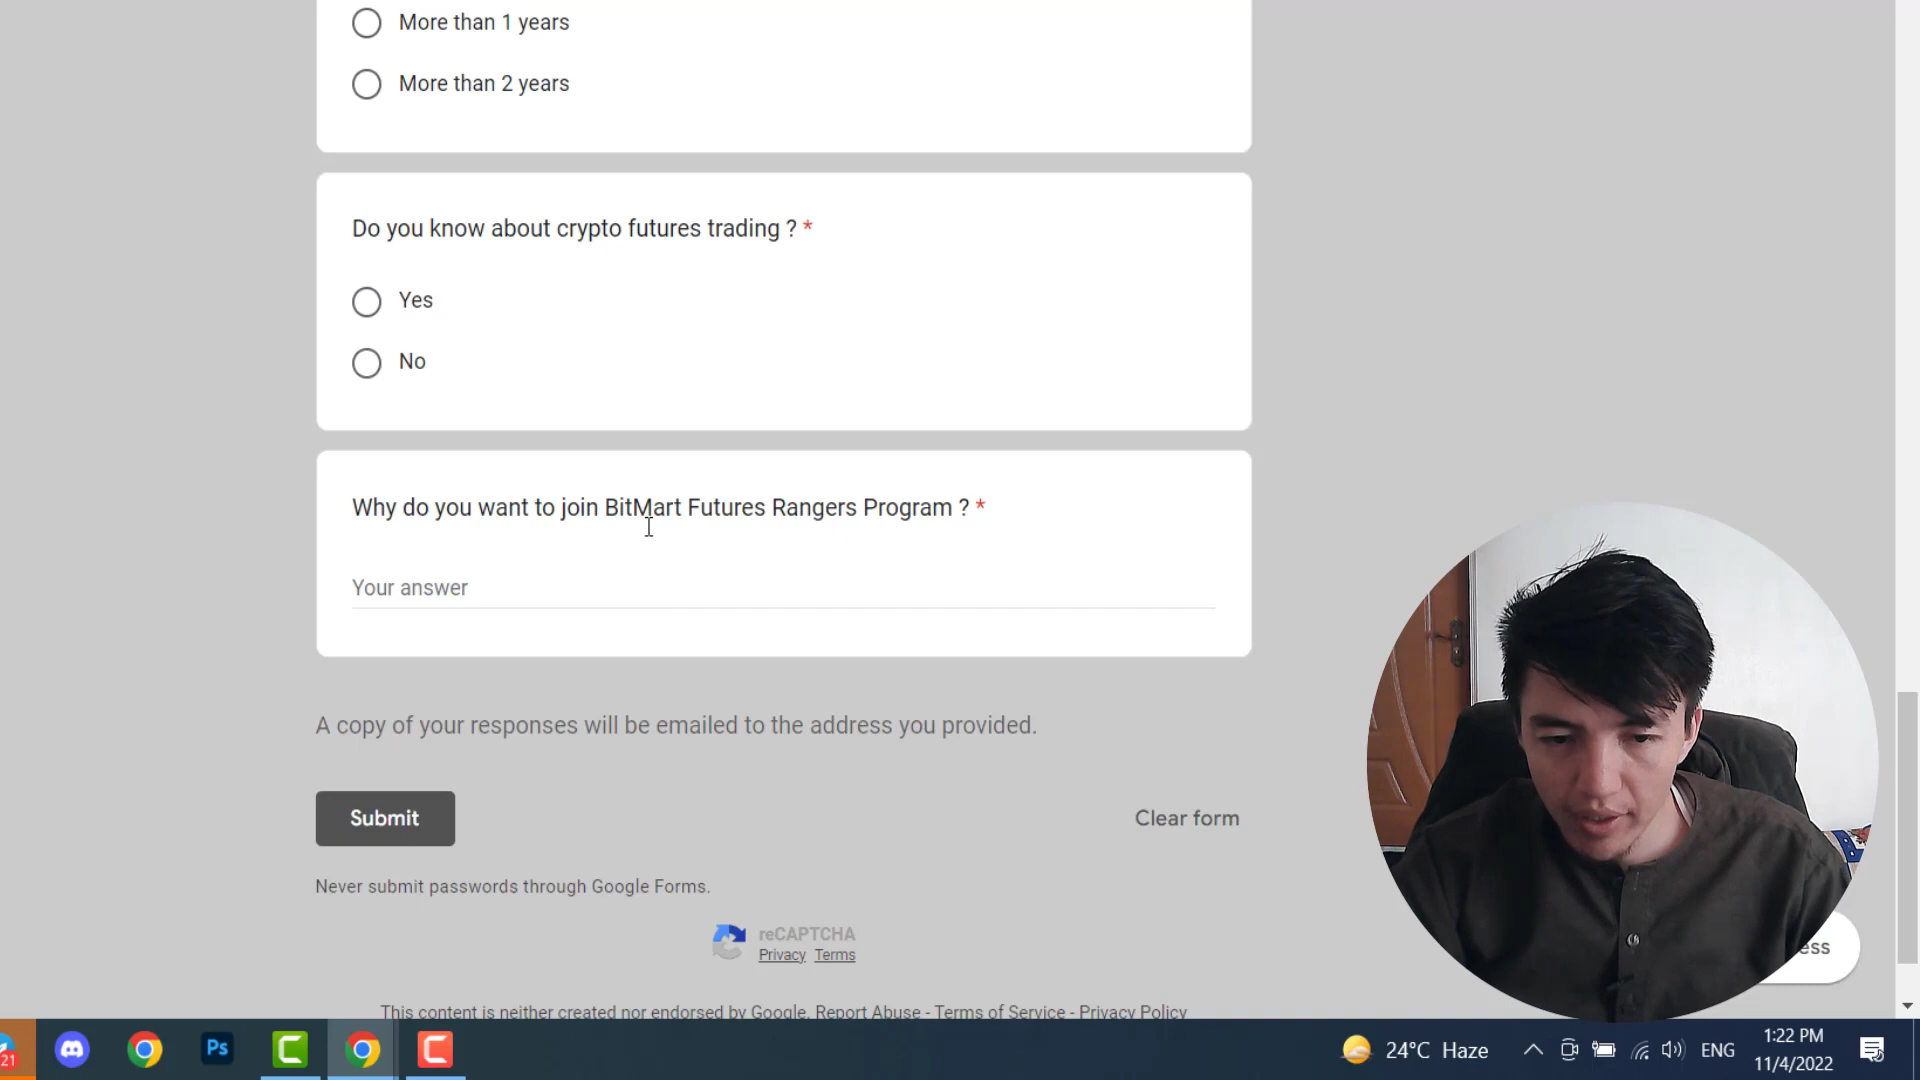 More than 1 years
More than 2 years
Do you know about crypto futures trading ? *
Yes
No
Why do you want to join BitMart Futures Rangers Program ? *
Your answer
A copy of your responses will be emailed to the address you provided.
Submit
Clear form
Never submit passwords through Google Forms.
reCAPTCHA
Privacy Terms
ess
This content is neither created nor endorsed by Google. Report Abuse - Terms of Service - Privacy Policy
21
Ps
24°C Haze
ENG
1:22 PM
11/4/2022